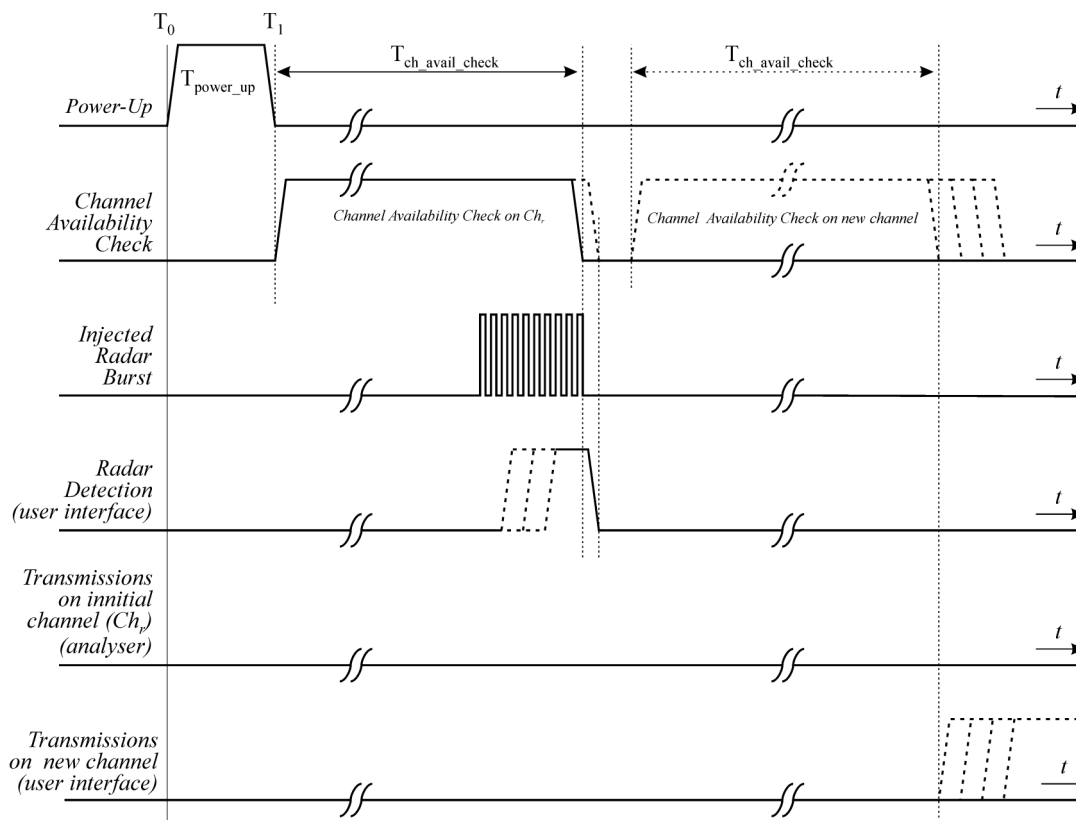 T0 T1
Tch_avail_check Tch_avail_check
Tpower_up
Power-Up
t
Channel
Availability
Check
Channel Availability Check on Chr
Channel Availability Check on new channel
t
Injected
Radar
Burst
t
Radar
Detection
(user interface)
t
Transmissions
on innitial
channel (Chr)
(analyser)
t
Transmissions
on new channel
(user interface)
t